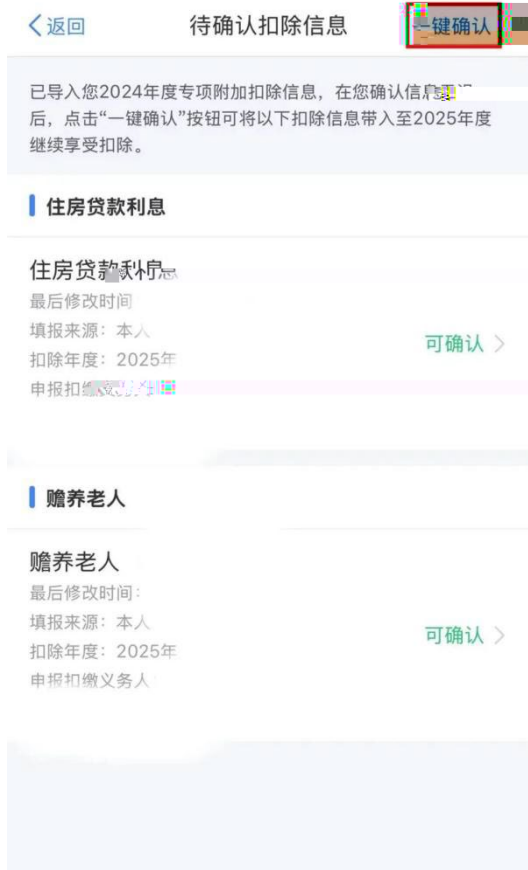 返回
待确认扣除信息
一键确认
已导入您2024年度专项附加扣除信息，在您确认信息
后，点击“一键确认”按钮可将以下扣除信息带入至2025年度
继续享受扣除。
住房贷款利息
住房贷款利息
最后修改时间
填报来源：本人
可确认
扣除年度：2025年
申报扣
赡养老人
赡养老人
最后修改时间：
填报来源：本人
可确认
扣除年度：2025年
申报扣缴义务人